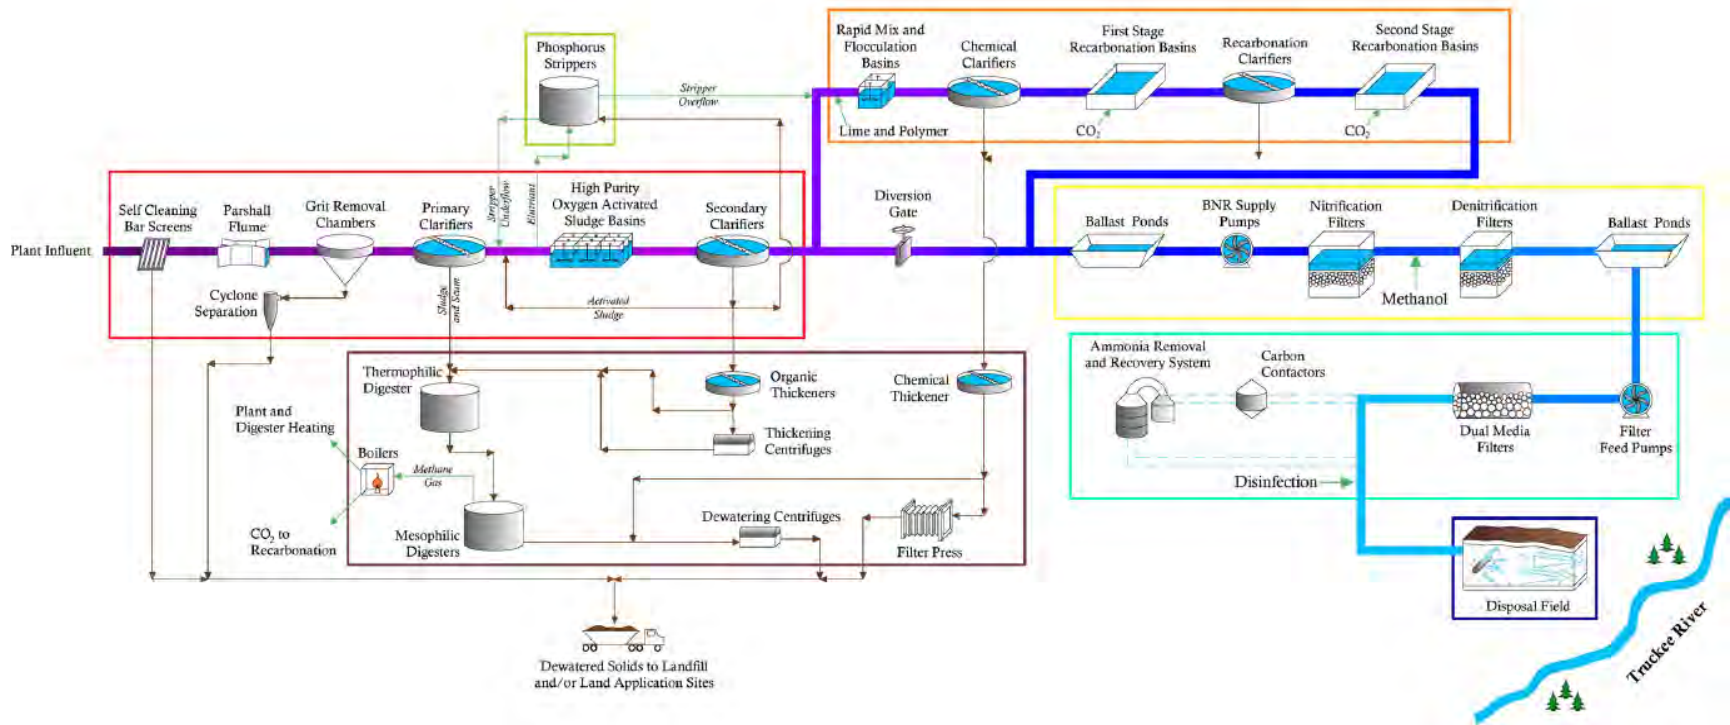 Phosphorus
Strippers
Stripper
Overflow
Rapid Mix and
Flocculation
Basins
Chemical
Clarifiers
First Stage
Recarbonation Basins
Recarbonation
Clarifiers
Second Stage
Recarbonation Basins
Lime and Polymer
CO₂
CO₂
Self Cleaning
Bar Screens
Parshall
Flume
Grit Removal
Chambers
Primary
Clarifiers
Stripper
Underflow
Elutriant
High Purity
Oxygen Activated
Sludge Basins
Secondary
Clarifiers
Diversion
Gate
Plant Influent
Cyclone
Separation
Sludge
and Scum
Activated
Sludge
Ballast Ponds
BNR Supply
Pumps
Nitrification
Filters
Denitrification
Filters
Ballast Ponds
Methanol
Thermophilic
Digester
Organic
Thickeners
Chemical
Thickener
Thickening
Centrifuges
Plant and
Digester Heating
Boilers
Methane
Gas
CO₂ to
Recarbonation
Mesophilic
Digesters
Dewatering Centrifuges
Filter Press
Ammonia Removal
and Recovery System
Carbon
Contactors
Dual Media
Filters
Filter
Feed Pumps
Disinfection
Disposal Field
Truckee River
Dewatered Solids to Landfill
and/or Land Application Sites